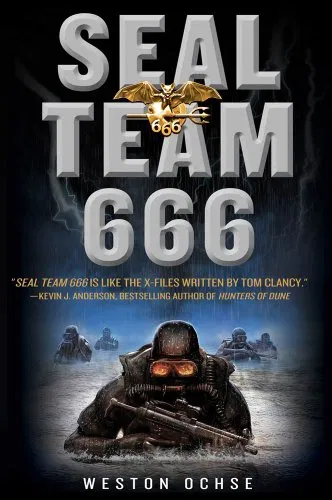 SEAL
TEAM
666
666
"SEAL TEAM 666 IS LIKE THE X-FILES WRITTEN BY TOM CLANCY."
—KEVIN J. ANDERSON, BESTSELLING AUTHOR OF HUNTERS OF DUNE
WESTON OCHSE